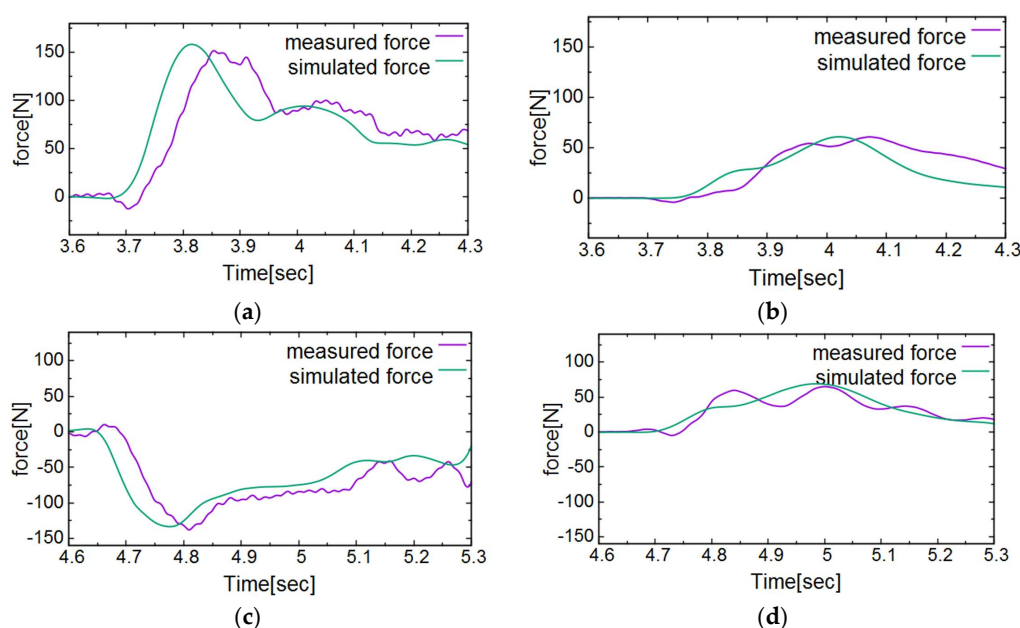 measured force
simulated force
150
100
50
0
force[N]
3.6 3.7 3.8 3.9 4 4.1 4.2 4.3
Time[sec]
(a)
measured force
simulated force
150
100
50
0
force[N]
3.6 3.7 3.8 3.9 4 4.1 4.2 4.3
Time[sec]
(b)
measured force
simulated force
100
50
0
-50
-100
-150
force[N]
4.6 4.7 4.8 4.9 5 5.1 5.2 5.3
Time[sec]
(c)
measured force
simulated force
100
50
0
-50
-100
-150
force[N]
4.6 4.7 4.8 4.9 5 5.1 5.2 5.3
Time[sec]
(d)